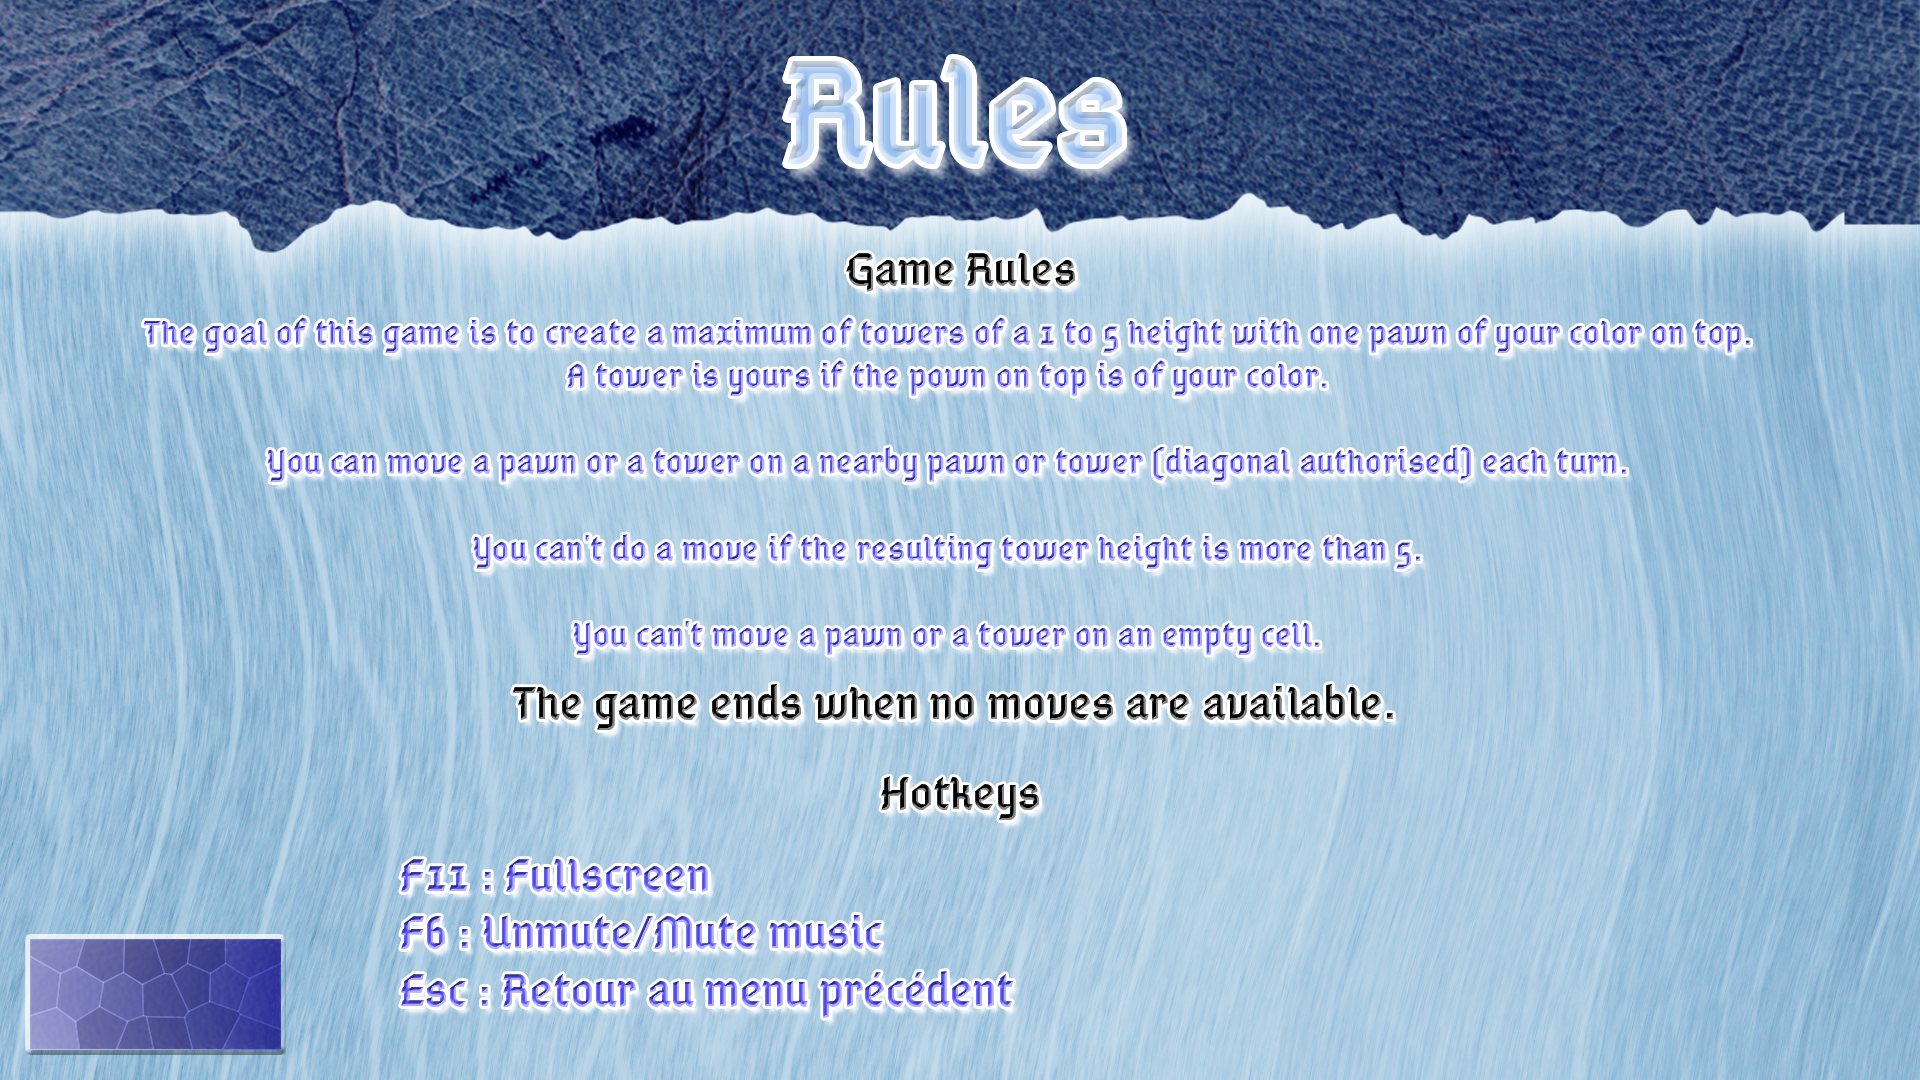 Rules
Game Rules
The goal of this game is to create a maximum of towers of a 1 to 5 height with one pawn of your color on top.
A tower is yours if the pown on top is of your color.
You can move a pawn or a tower on a nearby pawn or tower (diagonal authorised) each turn.
You can't do a move if the resulting tower height is more than 5.
You can't move a pawn or a tower on an empty cell.
The game ends when no moves are available.
Hotkeys
F11 : Fullscreen
F6 : Unmute/Mute music
Esc : Retour au menu précédent